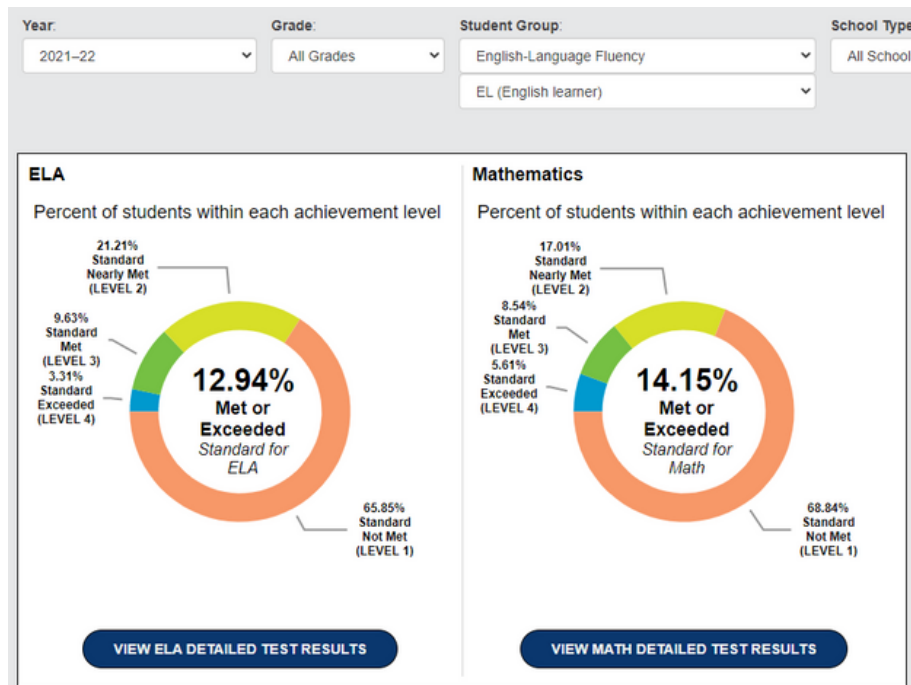 Year:
Grade:
Student Group:
School Type
2021–22
All Grades
English-Language Fluency
All School
EL (English learner)
ELA
Percent of students within each achievement level
21.21%
Standard
Nearly Met
(LEVEL 2)
9.63%
Standard
Met
(LEVEL 3)
3.31%
Standard
Exceeded
(LEVEL 4)
12.94%
Met or
Exceeded
Standard for
ELA
65.85%
Standard
Not Met
(LEVEL 1)
VIEW ELA DETAILED TEST RESULTS
Mathematics
Percent of students within each achievement level
17.01%
Standard
Nearly Met
(LEVEL 2)
8.54%
Standard
Met
(LEVEL 3)
5.61%
Standard
Exceeded
(LEVEL 4)
14.15%
Met or
Exceeded
Standard for
Math
68.84%
Standard
Not Met
(LEVEL 1)
VIEW MATH DETAILED TEST RESULTS